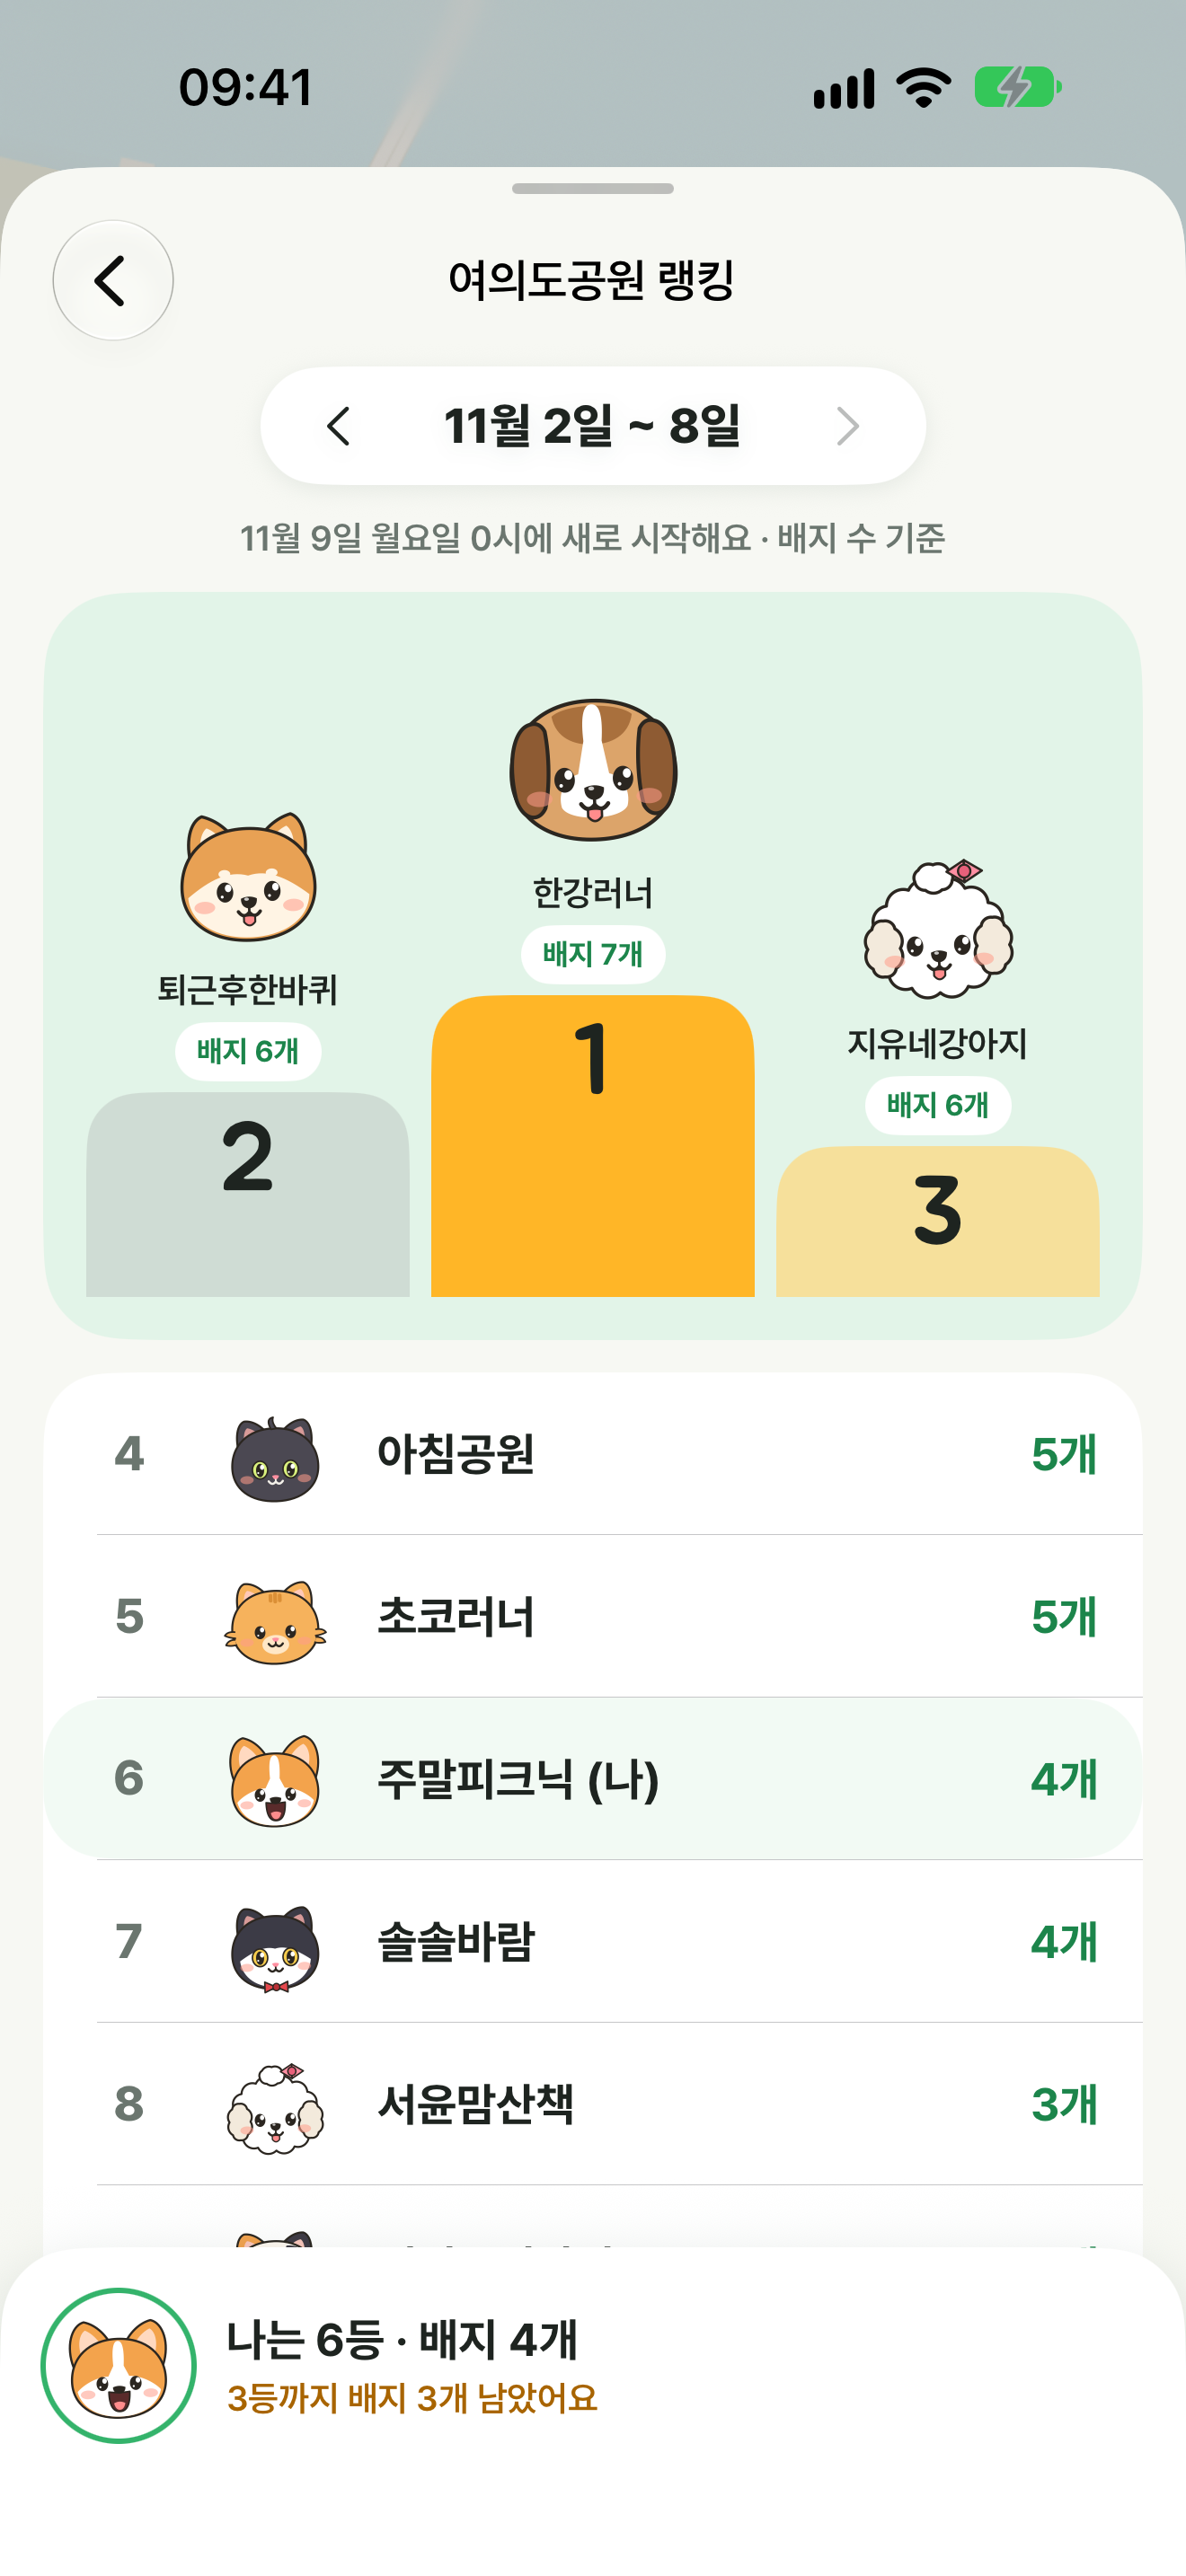 09:41
여의도공원 랭킹
11월 2일 ~ 8일
11월 9일 월요일 0시에 새로 시작해요 · 배지 수 기준
한강러너
배지 7개
1
퇴근후한바퀴
배지 6개
2
지유네강아지
배지 6개
3
4 아침공원 5개
5 초코러너 5개
6 주말피크닉 (나) 4개
7 솔솔바람 4개
8 서윤맘산책 3개
나는 6등 · 배지 4개
3등까지 배지 3개 남았어요